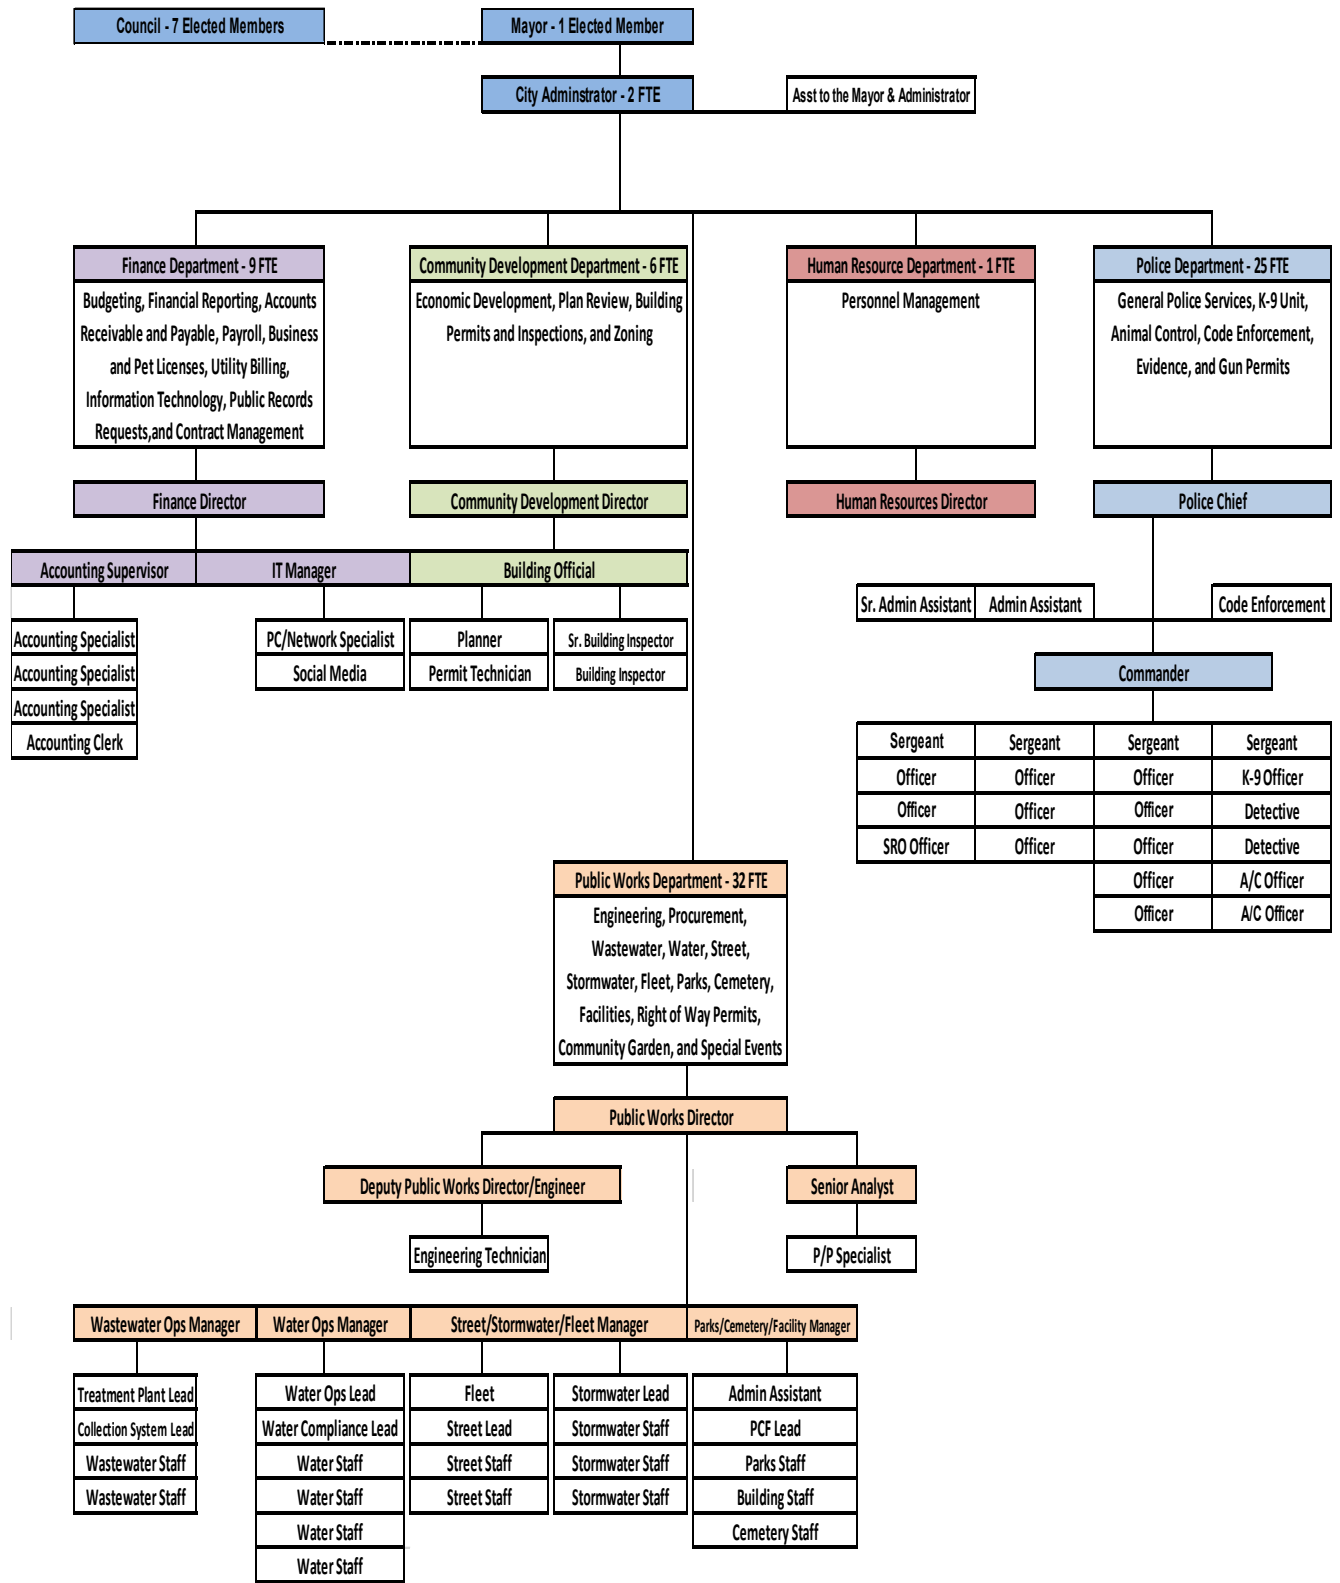 Council - 7 Elected Members
Mayor - 1 Elected Member
City Adminstrator - 2 FTE
Asst to the Mayor & Administrator
Finance Department - 9 FTE
Budgeting, Financial Reporting, Accounts
Receivable and Payable, Payroll, Business
and Pet Licenses, Utility Billing,
Information Technology, Public Records
Requests,and Contract Management
Community Development Department - 6 FTE
Economic Development, Plan Review, Building
Permits and Inspections, and Zoning
Human Resource Department - 1 FTE
Personnel Management
Police Department - 25 FTE
General Police Services, K-9 Unit,
Animal Control, Code Enforcement,
Evidence, and Gun Permits
Finance Director
Community Development Director
Human Resources Director
Police Chief
Accounting Supervisor
IT Manager
Building Official
Accounting Specialist
Accounting Specialist
Accounting Specialist
Accounting Clerk
PC/Network Specialist
Social Media
Planner
Permit Technician
Sr. Building Inspector
Building Inspector
Sr. Admin Assistant
Admin Assistant
Code Enforcement
Commander
Sergeant
Officer
Officer
SRO Officer
Sergeant
Officer
Officer
Officer
Sergeant
Officer
Officer
Officer
Officer
Officer
Sergeant
K-9 Officer
Detective
Detective
A/C Officer
A/C Officer
Public Works Department - 32 FTE
Engineering, Procurement,
Wastewater, Water, Street,
Stormwater, Fleet, Parks, Cemetery,
Facilities, Right of Way Permits,
Community Garden, and Special Events
Public Works Director
Deputy Public Works Director/Engineer
Senior Analyst
Engineering Technician
P/P Specialist
Wastewater Ops Manager
Water Ops Manager
Street/Stormwater/Fleet Manager
Parks/Cemetery/Facility Manager
Treatment Plant Lead
Collection System Lead
Wastewater Staff
Wastewater Staff
Water Ops Lead
Water Compliance Lead
Water Staff
Water Staff
Water Staff
Water Staff
Fleet
Street Lead
Street Staff
Street Staff
Stormwater Lead
Stormwater Staff
Stormwater Staff
Stormwater Staff
Admin Assistant
PCF Lead
Parks Staff
Building Staff
Cemetery Staff